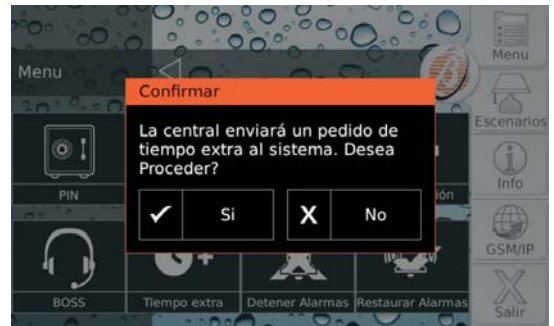 Menu
Menu
Confirmar
La central enviará un pedido de
tiempo extra al sistema. Desea
Proceder?
Si
X
No
PIN
ión
BOSS
Tiempo extra
Detener Alarmas
Restaurar Alarmas
Escenarios
Info
GSM/IP
Salir